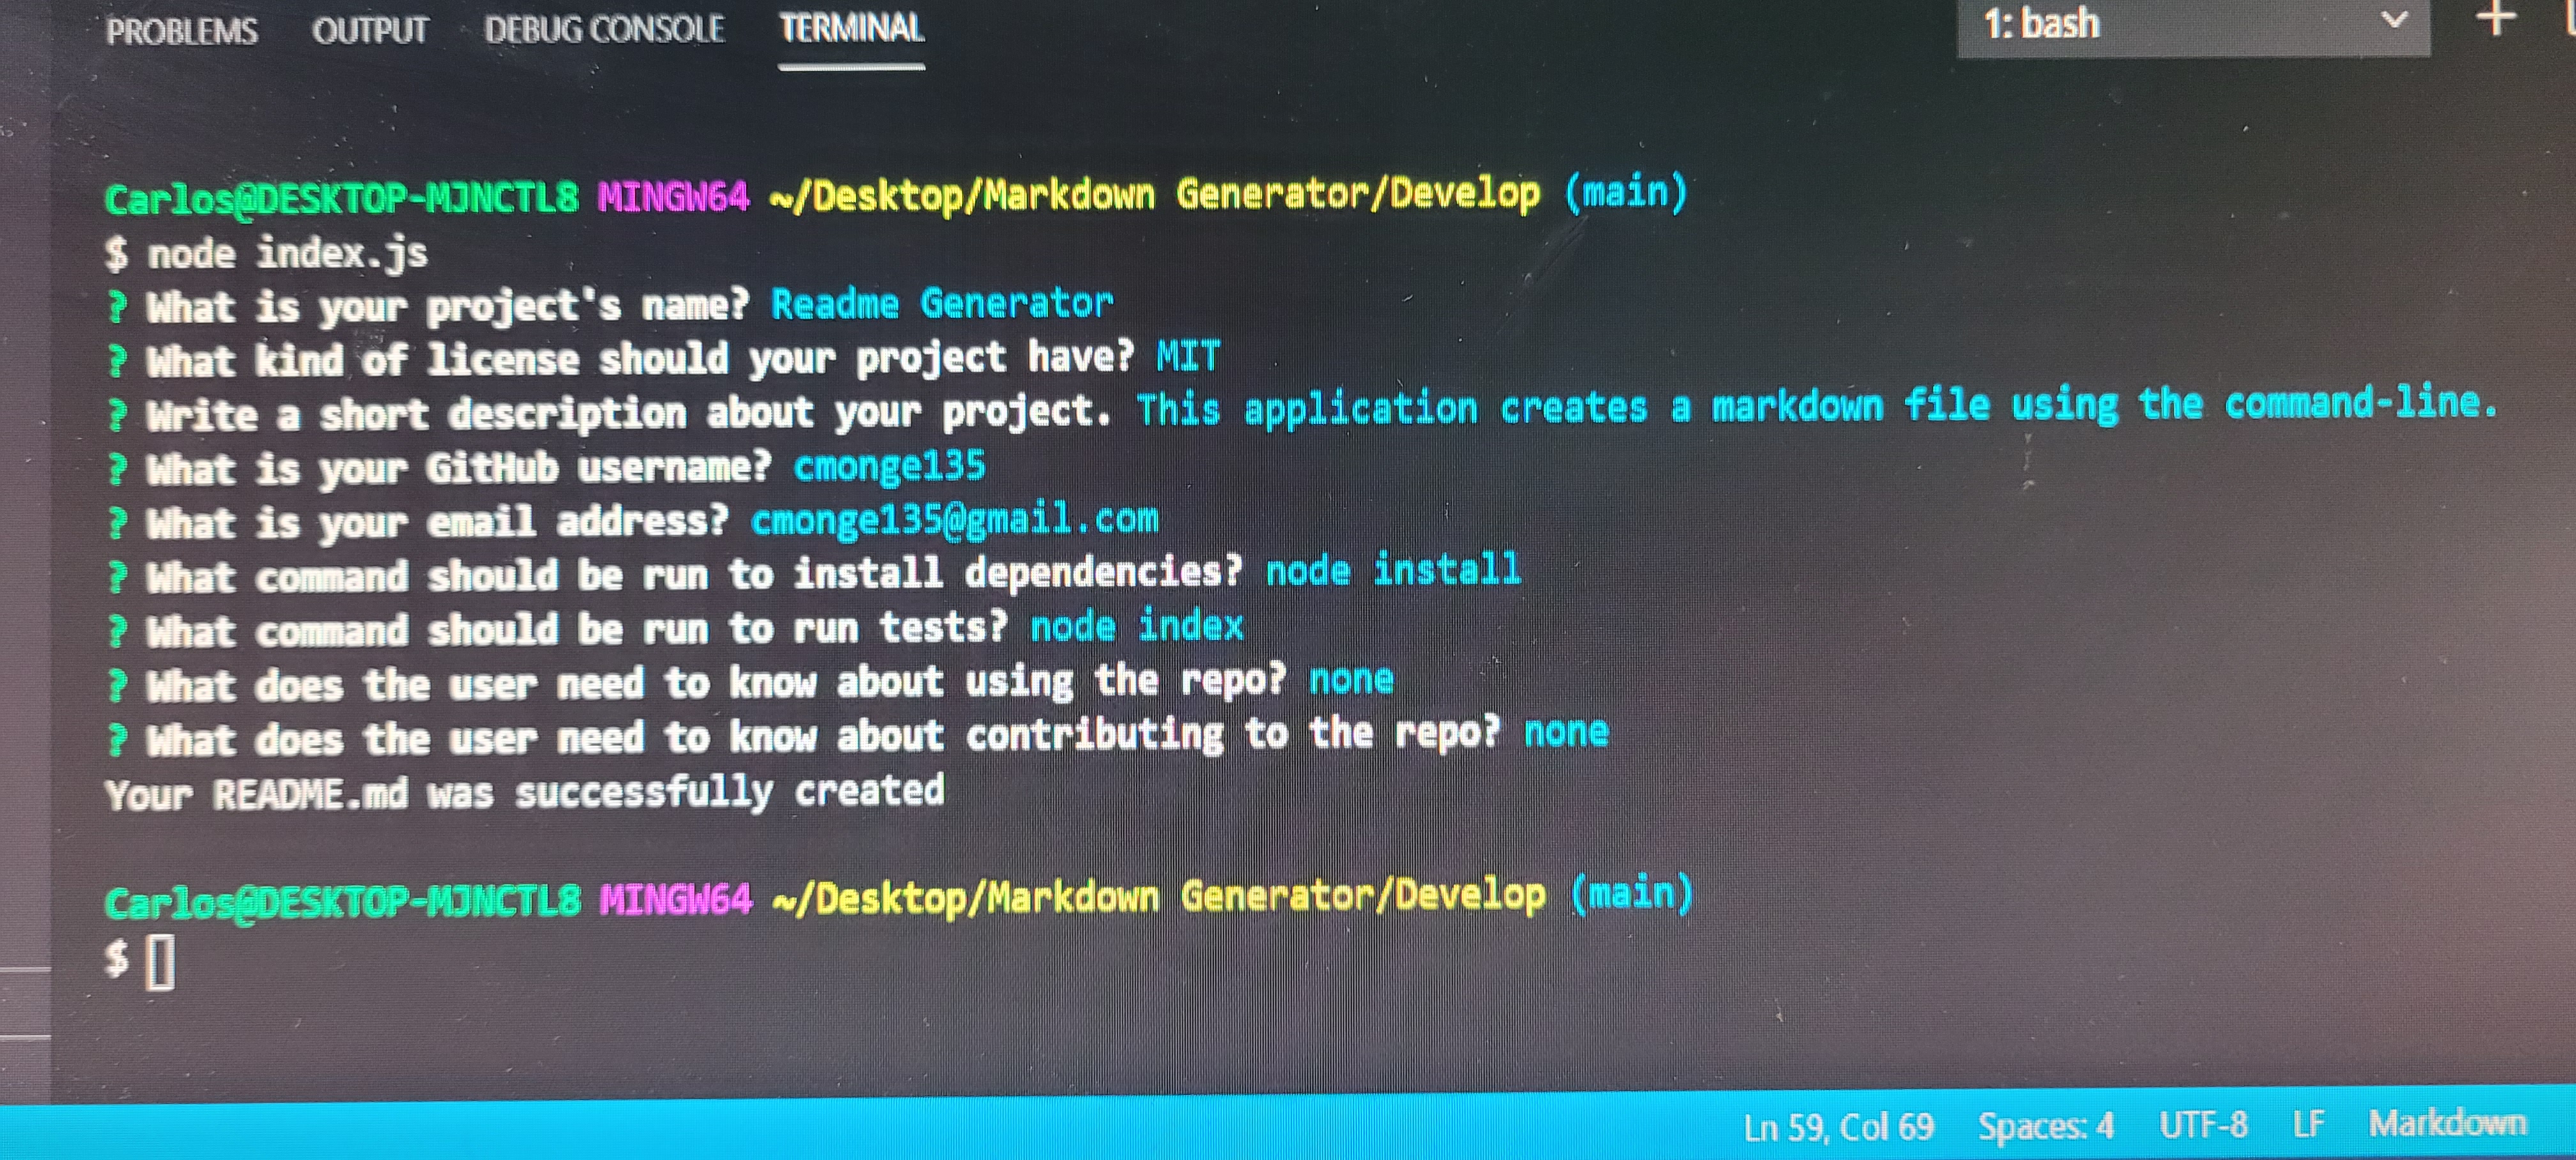 PROBLEMS OUTPUT DEBUG CONSOLE TERMINAL 1: bash
Carlos@DESKTOP-MJNCTL8 MINGW64 ~/Desktop/Markdown Generator/Develop (main)
$ node index.js
? What is your project's name? Readme Generator
? What kind of license should your project have? MIT
? Write a short description about your project. This application creates a markdown file using the command-line.
? What is your GitHub username? cmonge135
? What is your email address? cmonge135@gmail.com
? What command should be run to install dependencies? node install
? What command should be run to run tests? node index
? What does the user need to know about using the repo? none
? What does the user need to know about contributing to the repo? none
Your README.md was successfully created
Carlos@DESKTOP-MJNCTL8 MINGW64 ~/Desktop/Markdown Generator/Develop (main)
$
Ln 59, Col 69 Spaces: 4 UTF-8 LF Markdown